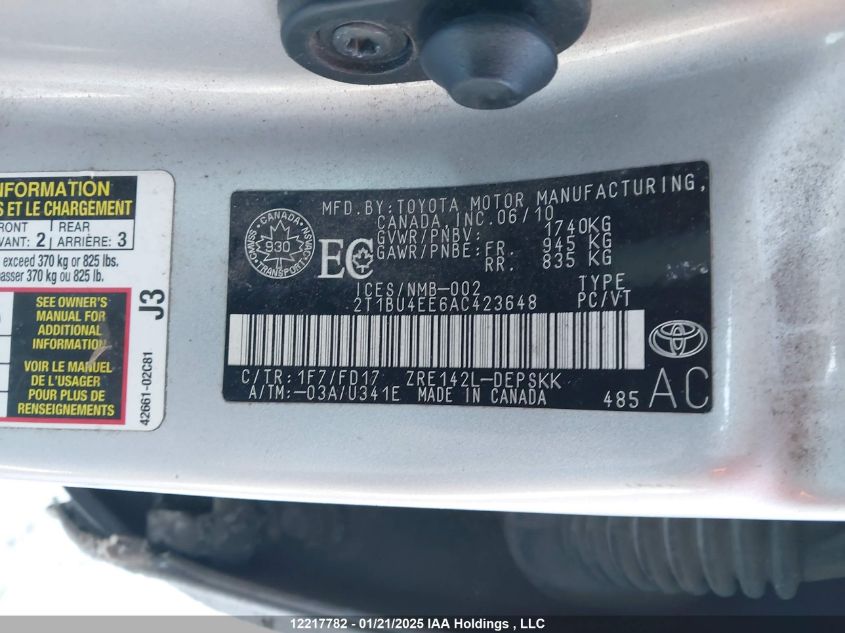 NFORMATION
S ET LE CHARGEMENT
FRONT REAR
VANT: 2 ARRIÈRE: 3
exceed 370 kg or 825 lbs.
passer 370 kg ou 825 lb.
SEE OWNER'S
MANUAL FOR
ADDITIONAL
INFORMATION
VOIR LE MANUEL
DE L'USAGER
POUR PLUS DE
RENSEIGNEMENTS
J3
42661-02C81
MFD.BY:TOYOTA MOTOR MANUFACTURING,
CANADA, INC.06/10
GVWR/PNBV: 1740KG
GAWR/PNBE:FR. 945 KG
RR. 835 KG
CANADA
930
TRANSPORT
EC
ICES/NMB-002 TYPE
2T1BU4EE6AC423648 PC/VT
C/TR:1F7/FD17 ZRE142L-DEPSKK
A/TM:-03A/U341E MADE IN CANADA 485 AC
TOYOTA
12217782 - 01/21/2025 IAA Holdings , LLC